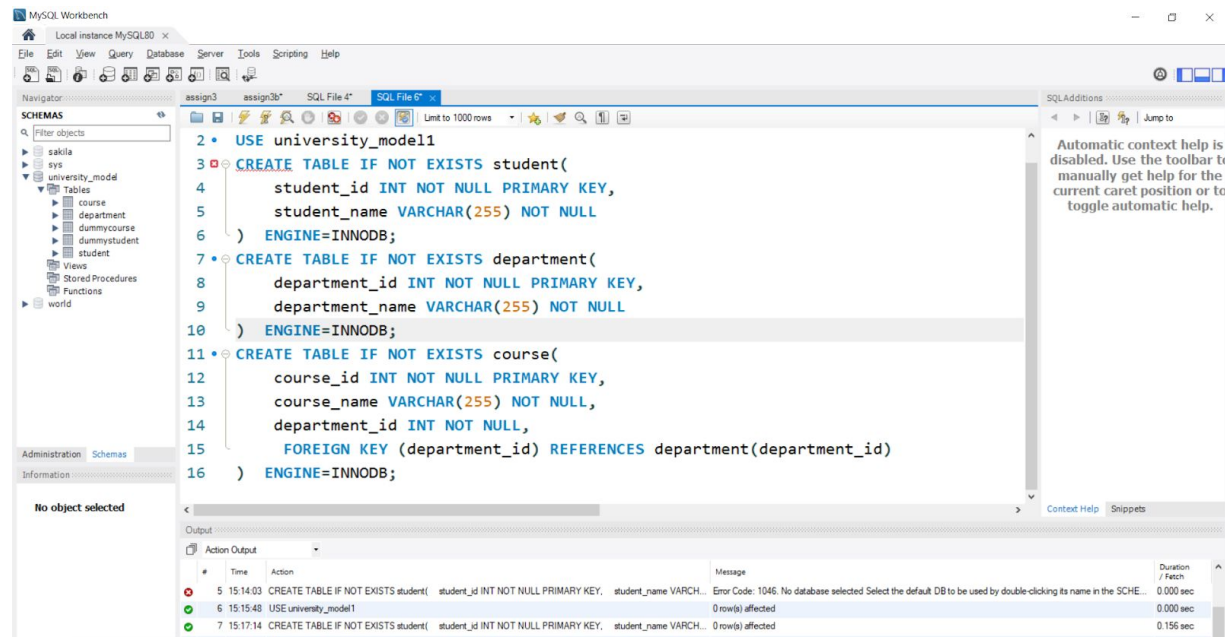 MySQL Workbench
Local instance MySQL80
File Edit View Query Database Server Tools Scripting Help
Navigator
SCHEMAS
Filter objects
sakila
sys
university_model
Tables
course
department
dummycourse
dummystudent
student
Views
Stored Procedures
Functions
world
Administration Schemas
Information
No object selected
assign3 assign3b* SQL File 4* SQL File 6*
Limit to 1000 rows
2 USE university_model1
3 CREATE TABLE IF NOT EXISTS student(
4 student_id INT NOT NULL PRIMARY KEY,
5 student_name VARCHAR(255) NOT NULL
6 ) ENGINE=INNODB;
7 CREATE TABLE IF NOT EXISTS department(
8 department_id INT NOT NULL PRIMARY KEY,
9 department_name VARCHAR(255) NOT NULL
10 ) ENGINE=INNODB;
11 CREATE TABLE IF NOT EXISTS course(
12 course_id INT NOT NULL PRIMARY KEY,
13 course_name VARCHAR(255) NOT NULL,
14 department_id INT NOT NULL,
15 FOREIGN KEY (department_id) REFERENCES department(department_id)
16 ) ENGINE=INNODB;
SQLAdditions
Jump to
Automatic context help is
disabled. Use the toolbar to
manually get help for the
current caret position or to
toggle automatic help.
Context Help Snippets
Output
Action Output
# Time Action Message Duration / Fetch
5 15:14:03 CREATE TABLE IF NOT EXISTS student( student_id INT NOT NULL PRIMARY KEY, student_name VARCH... Error Code: 1046. No database selected Select the default DB to be used by double-clicking its name in the SCHE... 0.000 sec
6 15:15:48 USE university_model1 0 row(s) affected 0.000 sec
7 15:17:14 CREATE TABLE IF NOT EXISTS student( student_id INT NOT NULL PRIMARY KEY, student_name VARCH... 0 row(s) affected 0.156 sec